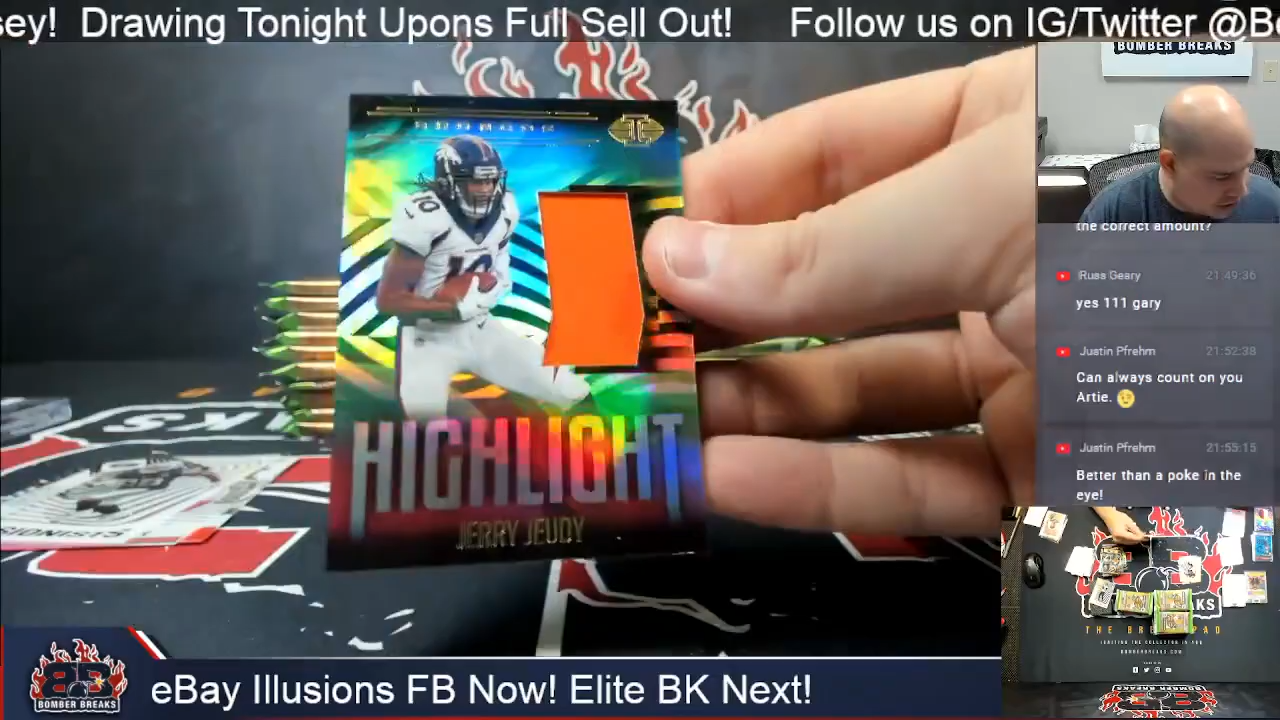 sey! Drawing Tonight Upons Full Sell Out! Follow us on IG/Twitter @B
BOMBER BREAKS
10
HIGHLIGHT
JERRY JEUDY
the correct amount?
Russ Geary 21:49:36
yes 111 gary
Justin Pfrehm 21:52:38
Can always count on you
Artie. 😉
Justin Pfrehm 21:55:15
Better than a poke in the
eye!
BOMBER BREAKS
eBay Illusions FB Now! Elite BK Next!